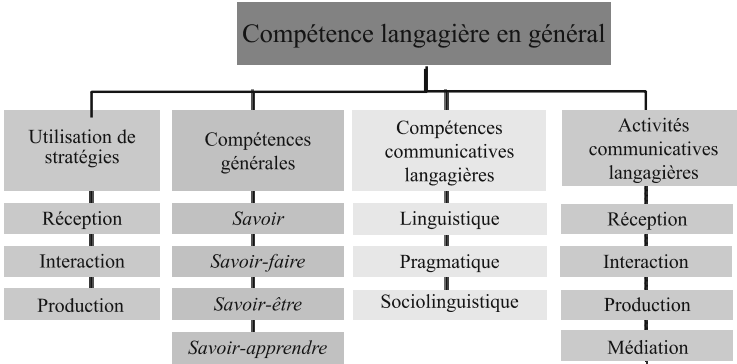 Compétence langagière en général
Utilisation de
stratégies
Réception
Interaction
Production
Compétences
générales
Savoir
Savoir-faire
Savoir-être
Savoir-apprendre
Compétences
communicatives
langagières
Linguistique
Pragmatique
Sociolinguistique
Activités
communicatives
langagières
Réception
Interaction
Production
Médiation